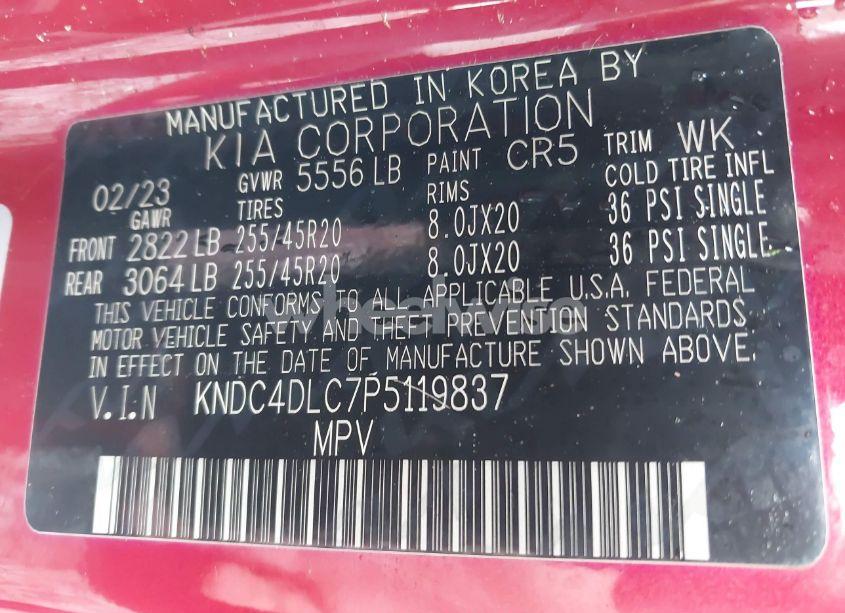 MANUFACTURED IN KOREA BY
KIA CORPORATION
02/23 GVWR 5556 LB PAINT CR5 TRIM WK
GAWR TIRES RIMS COLD TIRE INFL
FRONT 2822 LB 255/45R20 8.0JX20 36 PSI SINGLE
REAR 3064 LB 255/45R20 8.0JX20 36 PSI SINGLE
THIS VEHICLE CONFORMS TO ALL APPLICABLE U.S.A. FEDERAL
MOTOR VEHICLE SAFETY AND THEFT PREVENTION STANDARDS
IN EFFECT ON THE DATE OF MANUFACTURE SHOWN ABOVE.
V.I.N KNDC4DLC7P5119837
MPV